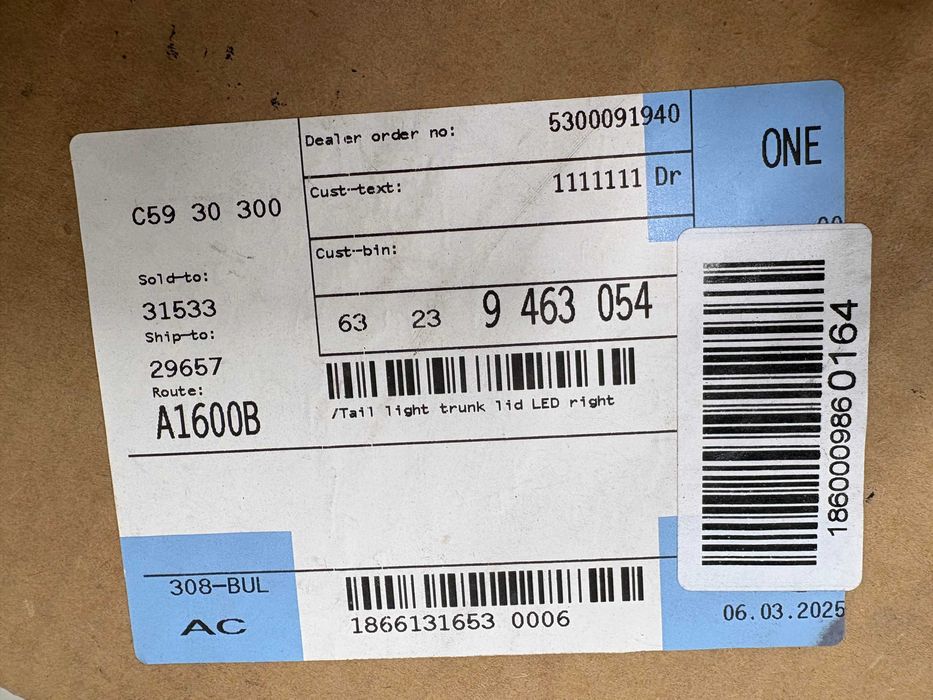 C59 30 300
Sold-to:
31533
Ship-to:
29657
Route:
A1600B
Dealer order no: 5300091940
Cust-text: 1111111 Dr
Cust-bin:
63 23 9 463 054
/Tail light trunk lid LED right
ONE
186000986 0164
308-BUL
AC
1866131653 0006
06.03.2025